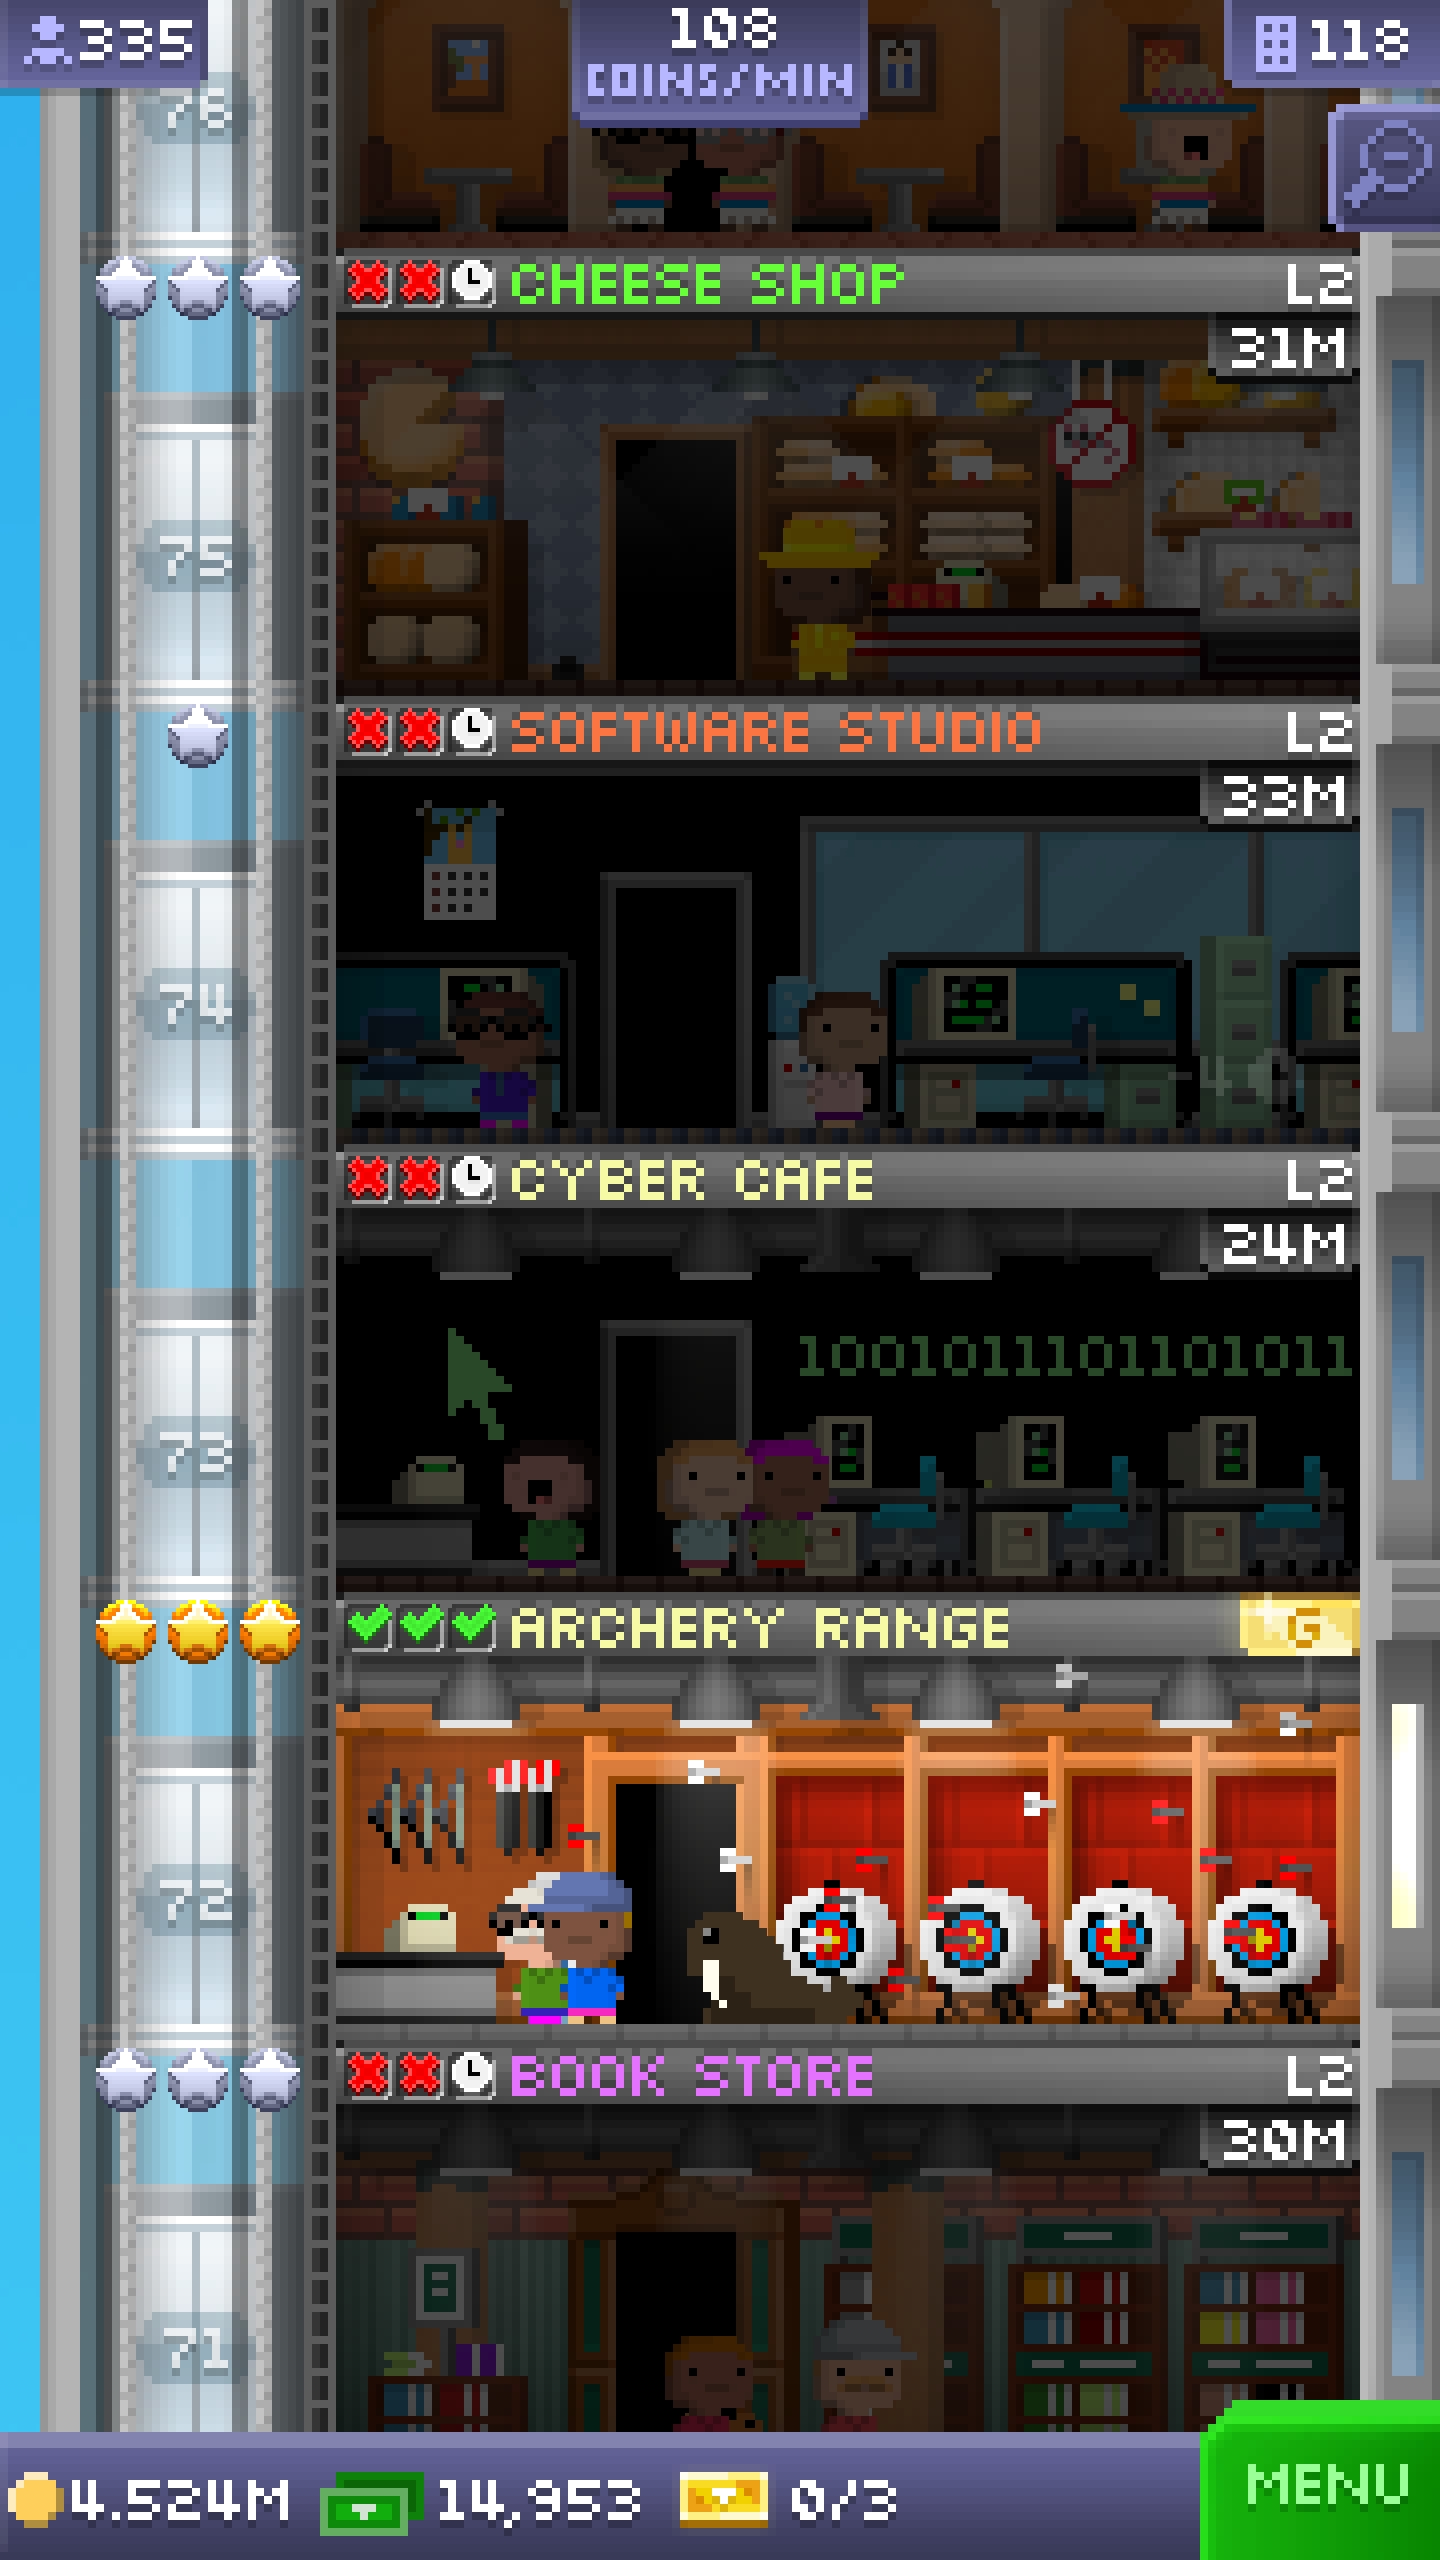 335
108
COINS/MIN
118
76
CHEESE SHOP L2
31M
75
SOFTWARE STUDIO L2
33M
74
CYBER CAFE L2
24M
1001011101101011
73
ARCHERY RANGE G
72
BOOK STORE L2
30M
71
4.524M 14,953 0/3 MENU